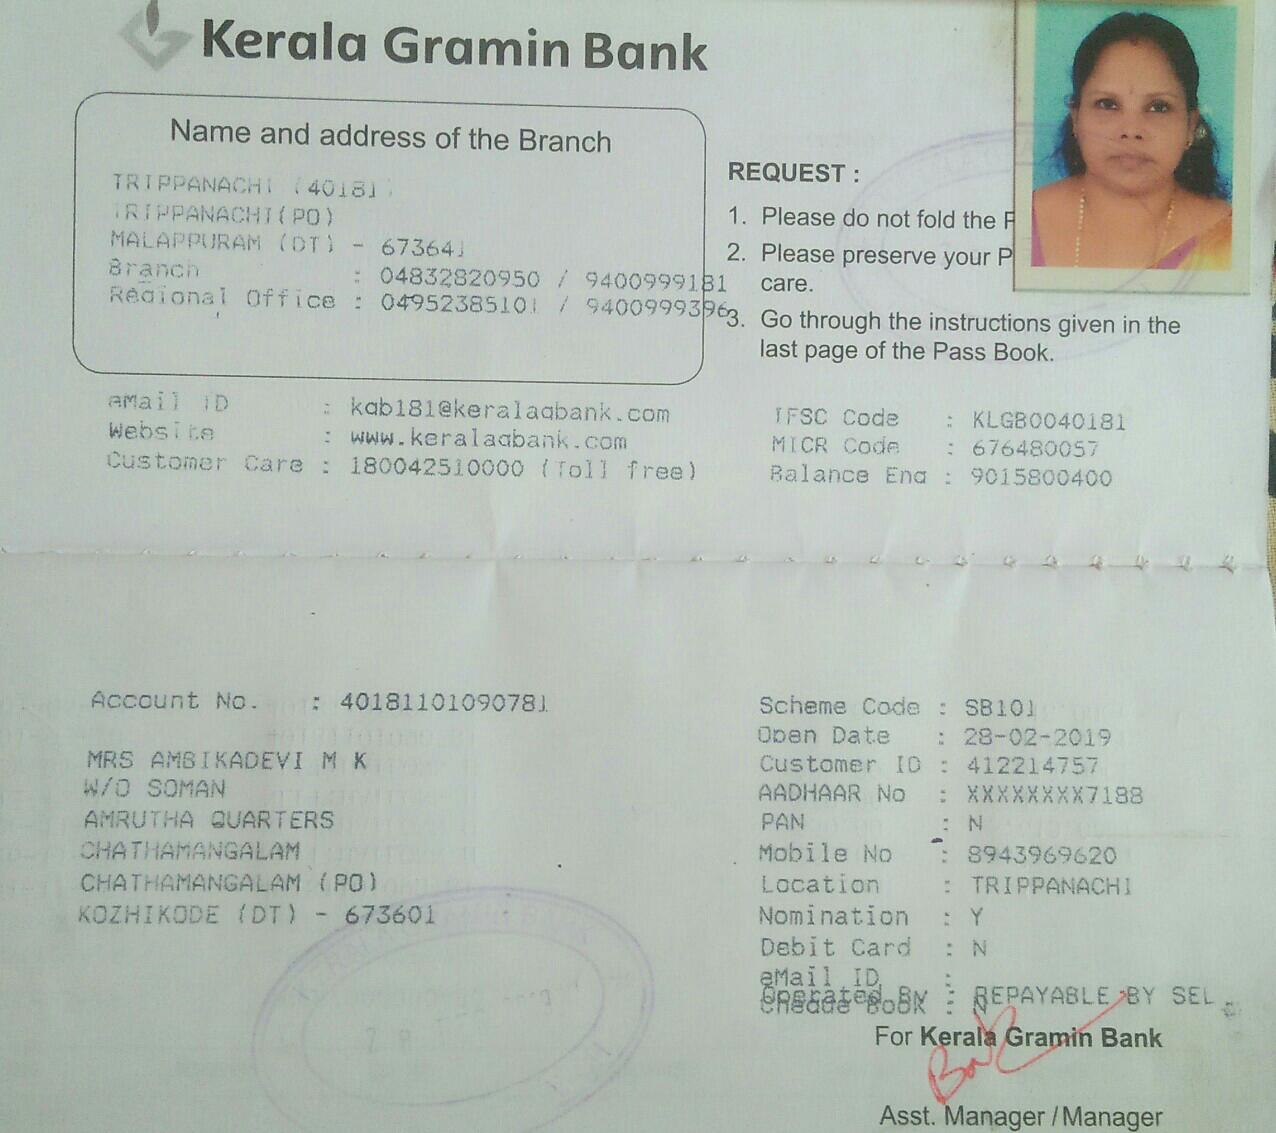 Kerala Gramin Bank
Name and address of the Branch
TRIPPANACHI (40181)
TRIPPANACHI(PO)
MALAPPURAM (DT) - 673641
Branch : 04832820950 / 9400999181
Regional Office : 04952385101 / 9400999396
REQUEST :
1. Please do not fold the P
2. Please preserve your P
care.
3. Go through the instructions given in the
last page of the Pass Book.
eMail ID : kgb181@keralagbank.com
Website : www.keralagbank.com
Customer Care : 180042510000 (Toll free)
IFSC Code : KLGB0040181
MICR Code : 676480057
Balance Enq : 9015800400
Account No. : 40181101090781
MRS AMBIKADEVI M K
W/O SOMAN
AMRUTHA QUARTERS
CHATHAMANGALAM
CHATHAMANGALAM (PO)
KOZHIKODE (DT) - 673601
Scheme Code : SB101
Open Date : 28-02-2019
Customer ID : 412214757
AADHAAR No : XXXXXXXX7188
PAN : N
Mobile No : 8943969620
Location : TRIPPANACHI
Nomination : Y
Debit Card : N
eMail ID :
Operated By : REPAYABLE BY SEL
Cheque Book : N
For Kerala Gramin Bank
Asst. Manager / Manager